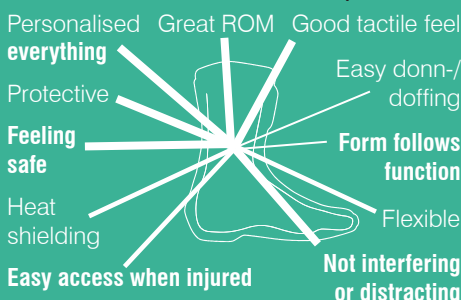 Personalised
everything
Great ROM
Good tactile feel
Easy donn-/
doffing
Protective
Feeling
safe
Form follows
function
Heat
shielding
Flexible
Easy access when injured
Not interfering
or distracting